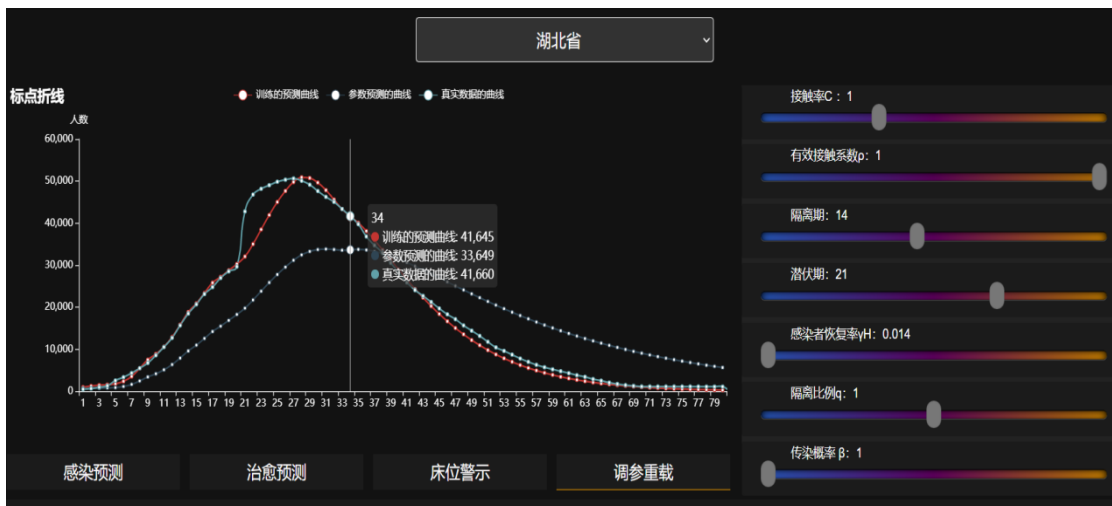 湖北省
标点折线
训练的预测曲线 参数预测的曲线 真实数据的曲线
人数
60,000
50,000
40,000
30,000
20,000
10,000
0
34
训练的预测曲线: 41,645
参数预测的曲线: 33,649
真实数据的曲线: 41,660
1 3 5 7 9 11 13 15 17 19 21 23 25 27 29 31 33 35 37 39 41 43 45 47 49 51 53 55 57 59 61 63 65 67 69 71 73 75 77 79
接触率C : 1
有效接触系数ρ: 1
隔离期: 14
潜伏期: 21
感染者恢复率γH: 0.014
隔离比例q: 1
传染概率 β: 1
感染预测 治愈预测 床位警示 调参重载